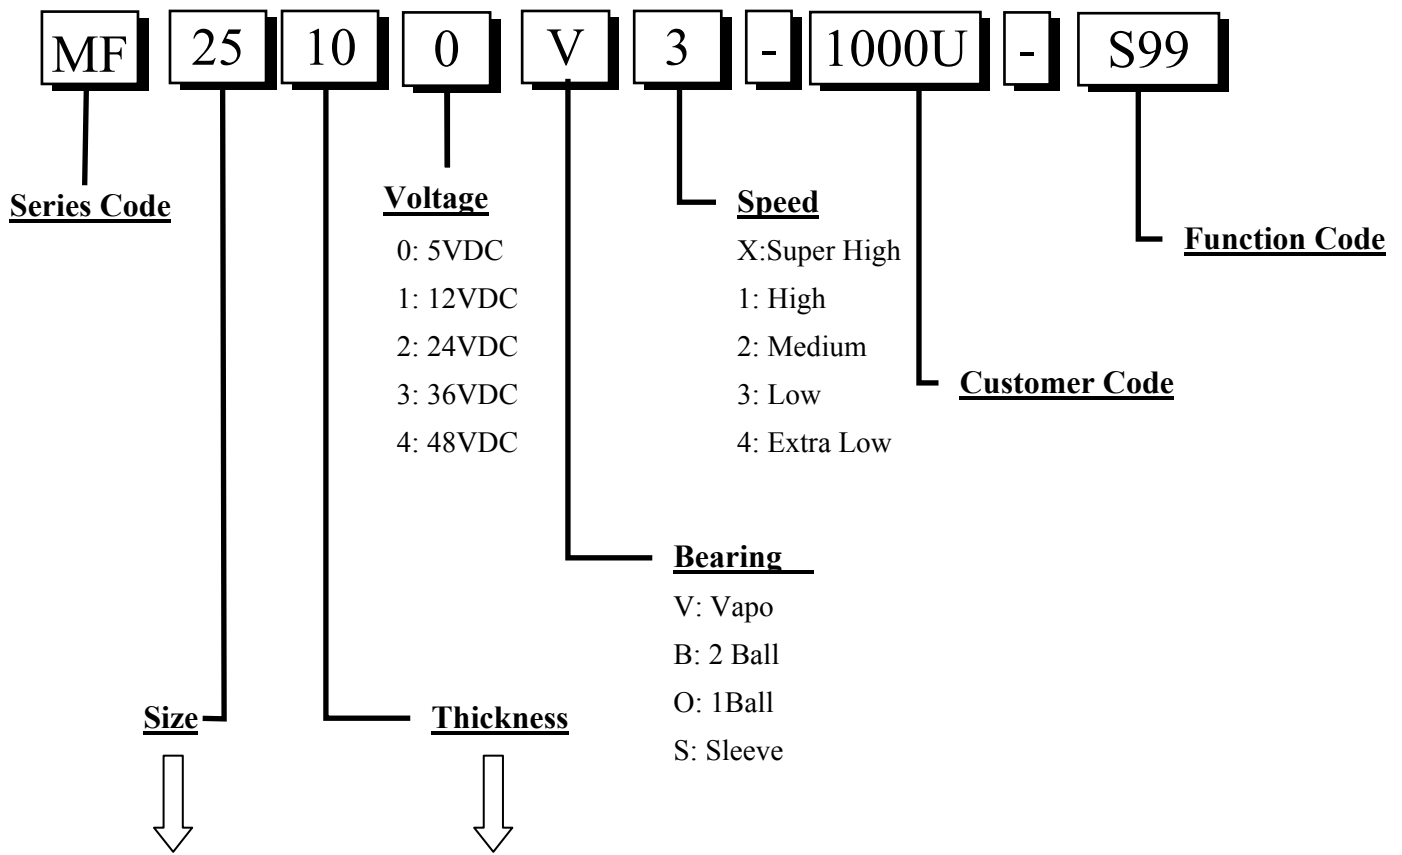 MF 25 10 0 V 3 - 1000U - S99
Series Code
Voltage
0: 5VDC
1: 12VDC
2: 24VDC
3: 36VDC
4: 48VDC
Speed
X:Super High
1: High
2: Medium
3: Low
4: Extra Low
Function Code
Customer Code
Bearing
V: Vapo
B: 2 Ball
O: 1Ball
S: Sleeve
Size
Thickness